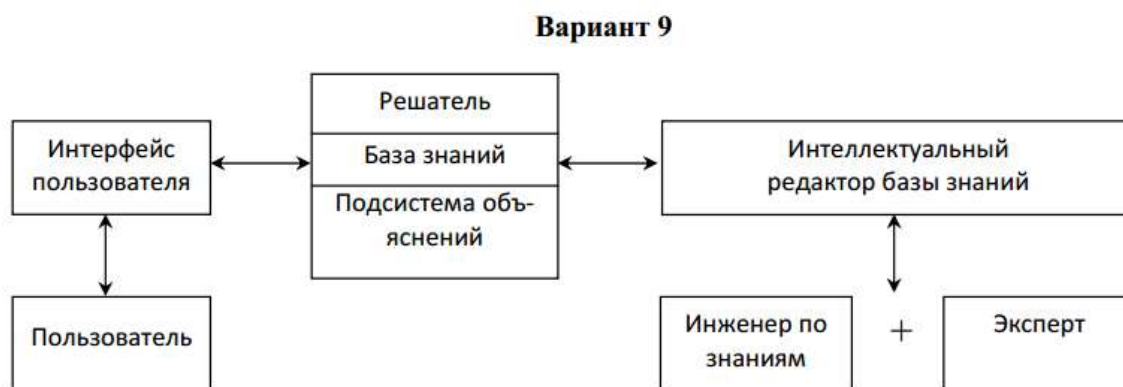 Вариант 9
Решатель
Интерфейс
пользователя
База знаний
Интеллектуальный
редактор базы знаний
Подсистема объ-
яснений
Пользователь
Инженер по
знаниям
+
Эксперт